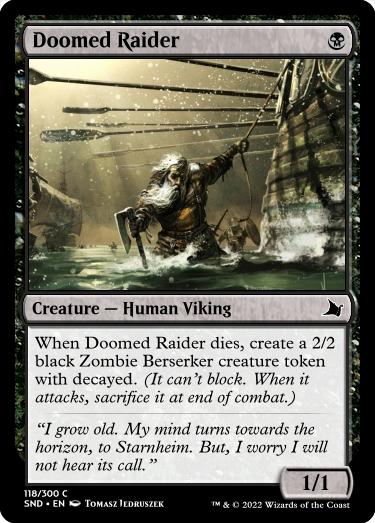 Doomed Raider
Creature — Human Viking
When Doomed Raider dies, create a 2/2
black Zombie Berserker creature token
with decayed. (It can't block. When it
attacks, sacrifice it at end of combat.)
“I grow old. My mind turns towards the
horizon, to Starnheim. But, I worry I will
not hear its call.”
1/1
118/300 C
SND • EN Tomasz Jedruszek
™ & © 2022 Wizards of the Coast